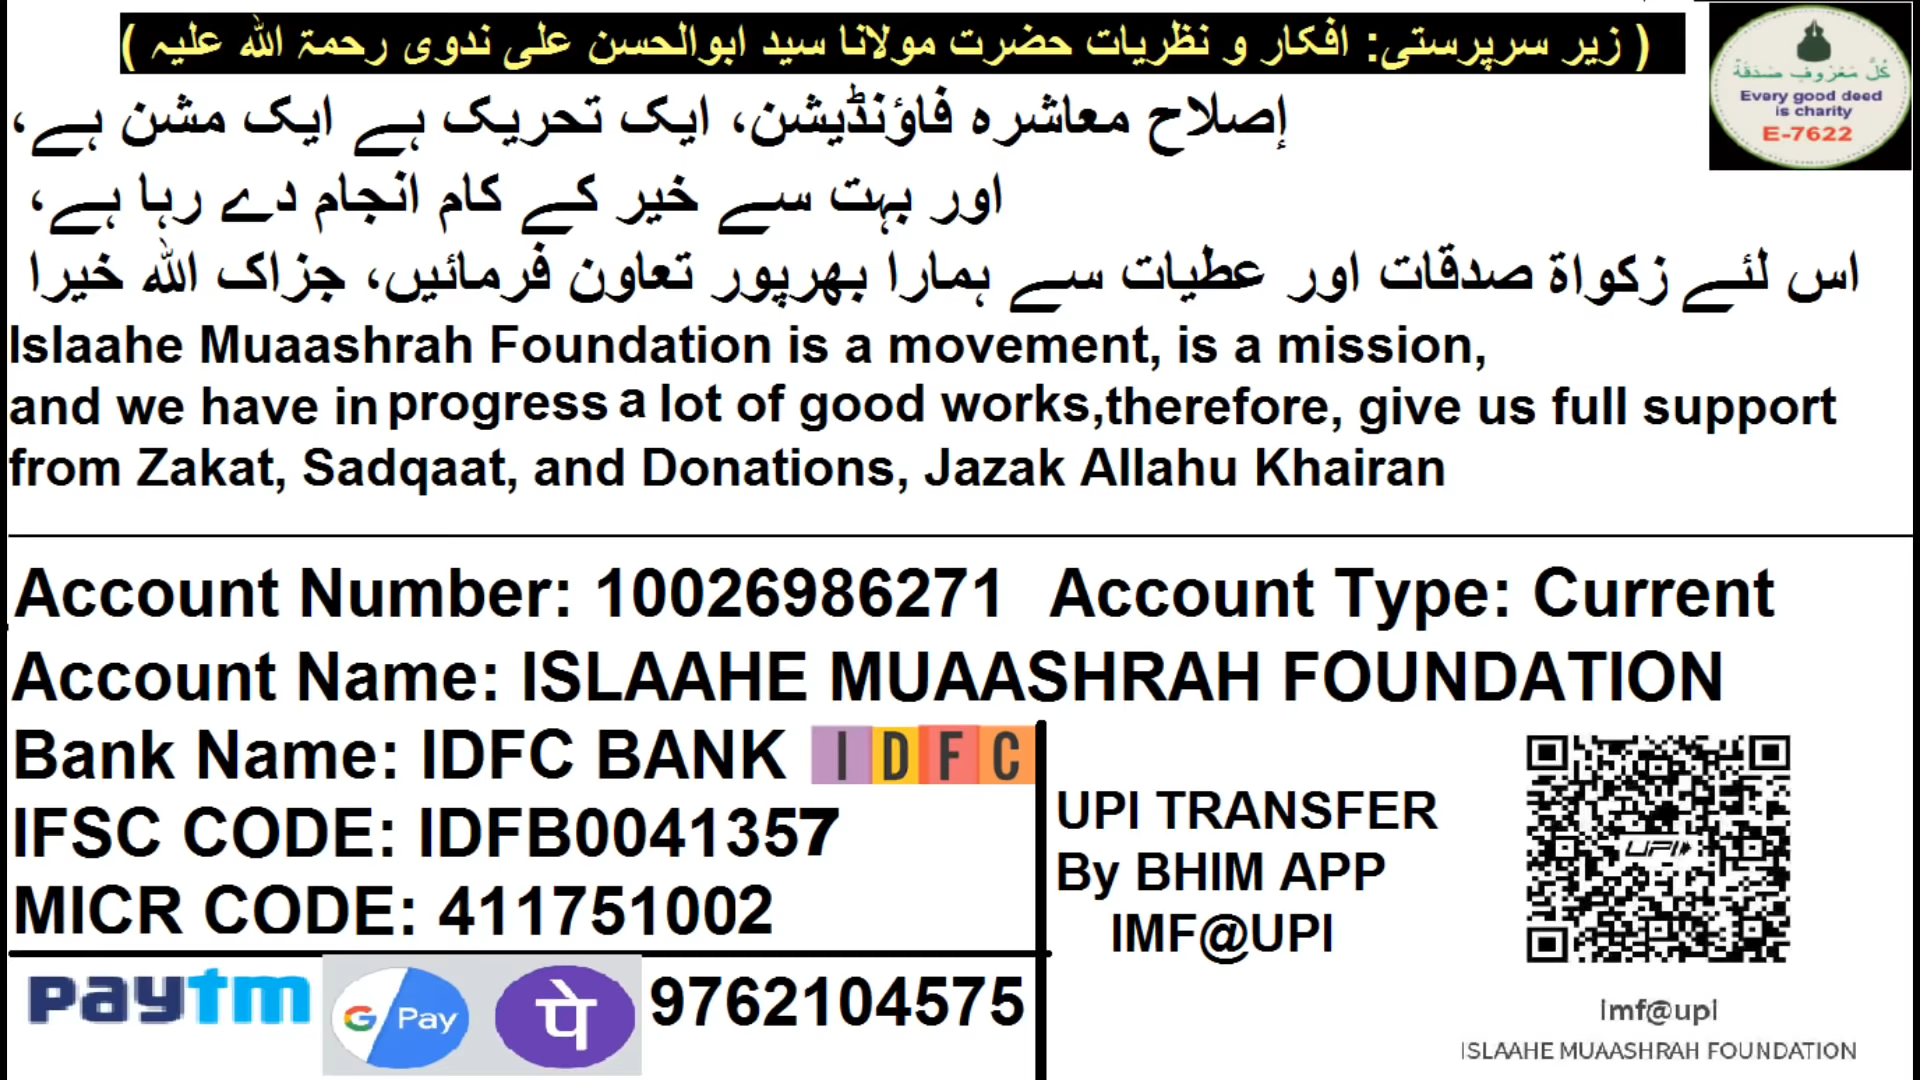 ( زیر سرپرستی: افکار و نظریات حضرت مولانا سید ابوالحسن علی ندوی رحمۃ اللہ علیہ )
كُلُّ مَعْرُوفٍ صَدَقَةٌ
Every good deed
is charity
E-7622
إصلاح معاشرہ فاؤنڈیشن، ایک تحریک ہے ایک مشن ہے،
اور بہت سے خیر کے کام انجام دے رہا ہے،
اس لئے زکواۃ صدقات اور عطیات سے ہمارا بھرپور تعاون فرمائیں، جزاک اللہ خیرا
Islaahe Muaashrah Foundation is a movement, is a mission,
and we have in progress a lot of good works,therefore, give us full support
from Zakat, Sadqaat, and Donations, Jazak Allahu Khairan
Account Number: 10026986271 Account Type: Current
Account Name: ISLAAHE MUAASHRAH FOUNDATION
Bank Name: IDFC BANK IDFC
IFSC CODE: IDFB0041357
MICR CODE: 411751002
paytm G Pay पे 9762104575
UPI TRANSFER
By BHIM APP
IMF@UPI
UPI
imf@upi
ISLAAHE MUAASHRAH FOUNDATION